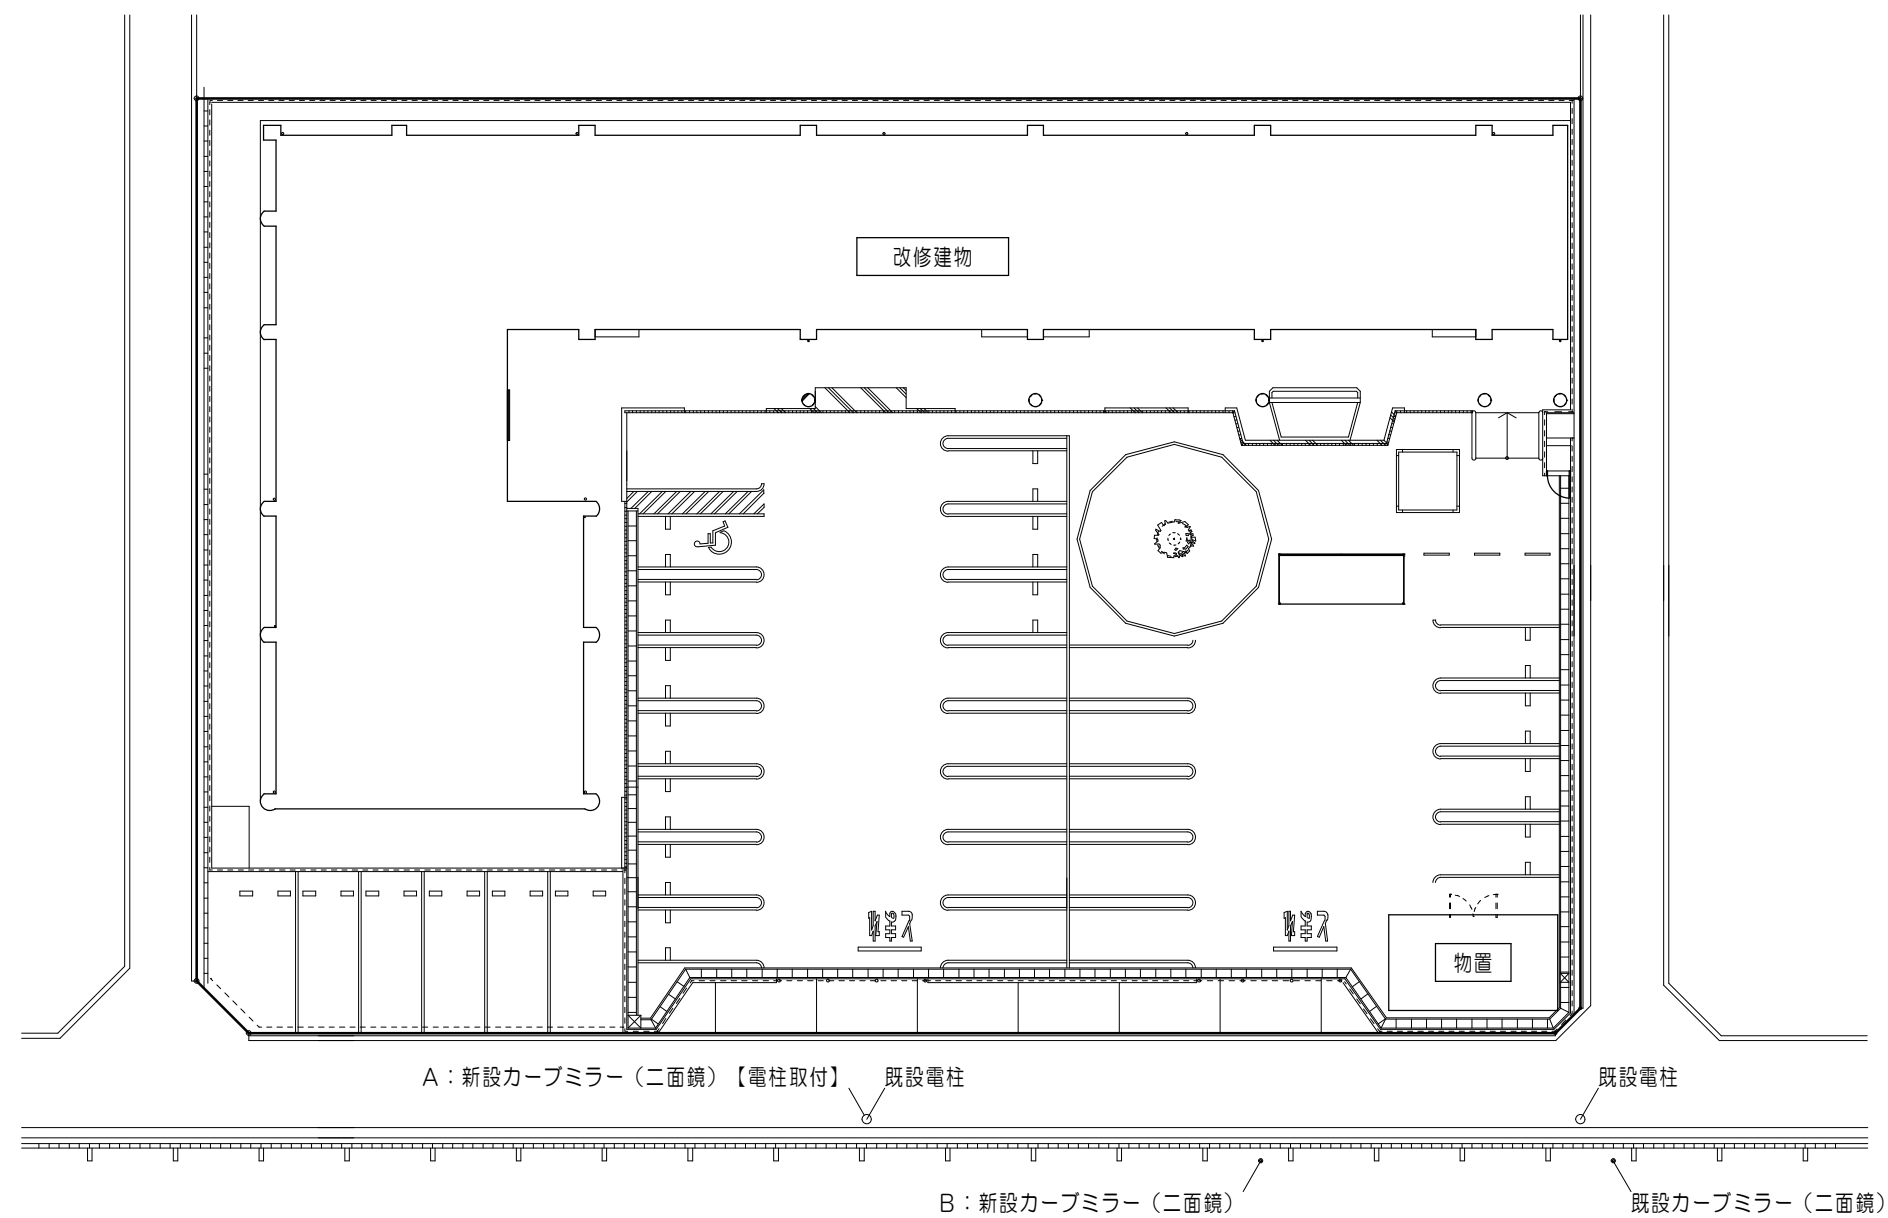 改修建物
物置
A：新設カーブミラー（二面鏡）【電柱取付】 既設電柱
既設電柱
B：新設カーブミラー（二面鏡）
既設カーブミラー（二面鏡）